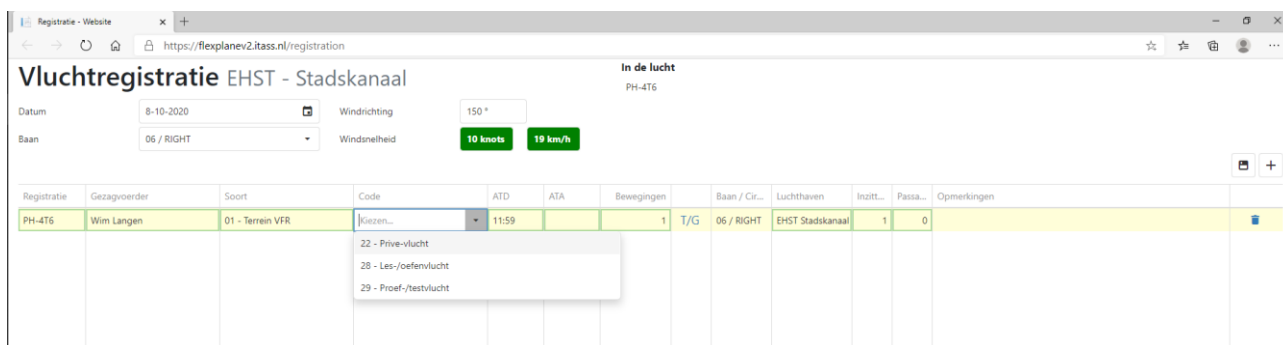 Registratie - Website
https://flexplanev2.itass.nl/registration
Vluchtregistratie EHST - Stadskanaal
In de lucht
PH-4T6
Datum 8-10-2020 Windrichting 150 °
Baan 06 / RIGHT Windsnelheid 10 knots 19 km/h
Registratie Gezagvoerder Soort Code ATD ATA Bewegingen Baan / Cir... Luchthaven Inzitt... Passa... Opmerkingen
PH-4T6 Wim Langen 01 - Terrein VFR Kiezen... 11:59 1 T/G 06 / RIGHT EHST Stadskanaal 1 0
22 - Prive-vlucht
28 - Les-/oefenvlucht
29 - Proef-/testvlucht